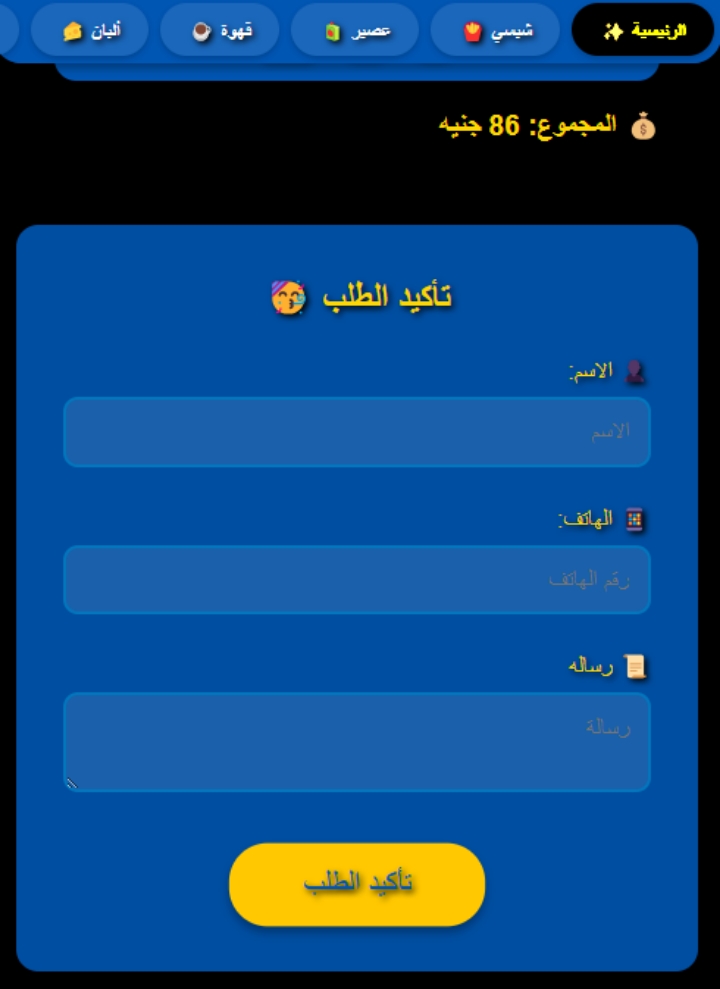 الرئيسية ✨ شيبسي 🍟 عصير 🧃 قهوة ☕ ألبان 🧀
💰 المجموع: 86 جنيه
تأكيد الطلب 🥳
👤 الاسم:
الاسم
📱 الهاتف:
رقم الهاتف
📜 رساله
رسالة
تأكيد الطلب